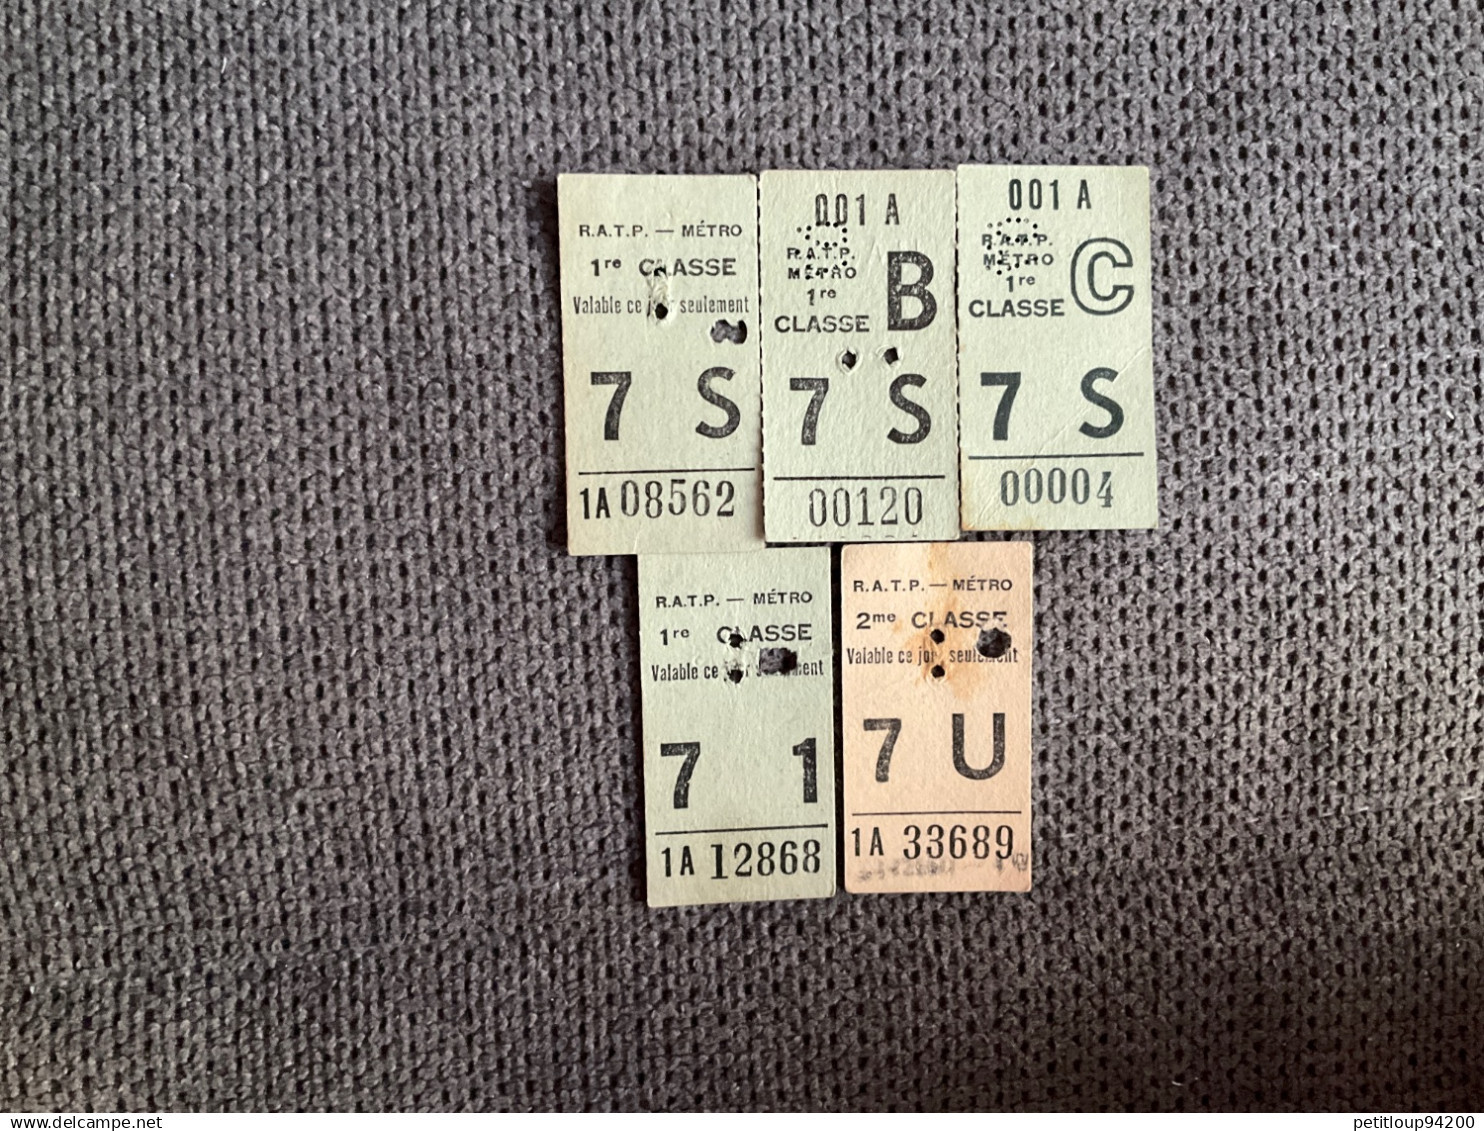 R.A.T.P. — MÉTRO
1re CLASSE
Valable ce jour seulement
7 S
1A 08562
001 A
R.A.T.P.
MÉTRO
1re
CLASSE
B
7 S
00120
001 A
R.A.T.P.
MÉTRO
1re
CLASSE
C
7 S
00004
R.A.T.P. — MÉTRO
1re CLASSE
Valable ce jour seulement
7 1
1A 12868
R.A.T.P. — MÉTRO
2me CLASSE
Valable ce jour seulement
7 U
1A 33689
delcampe.net
petitloup94200